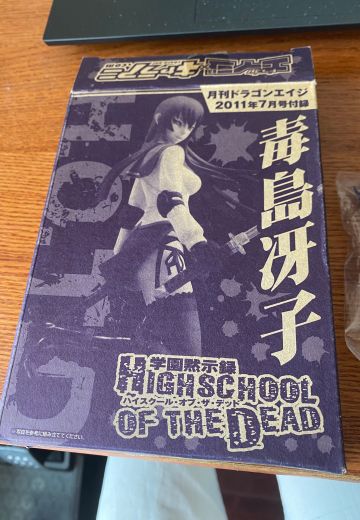 月刊ドラゴンエイジ
2011年7月号付録
毒島冴子
学園黙示録
HIGHSCHOOL
ハイスクール・オブ・ザ・デッド
OF THE DEAD
HOTD